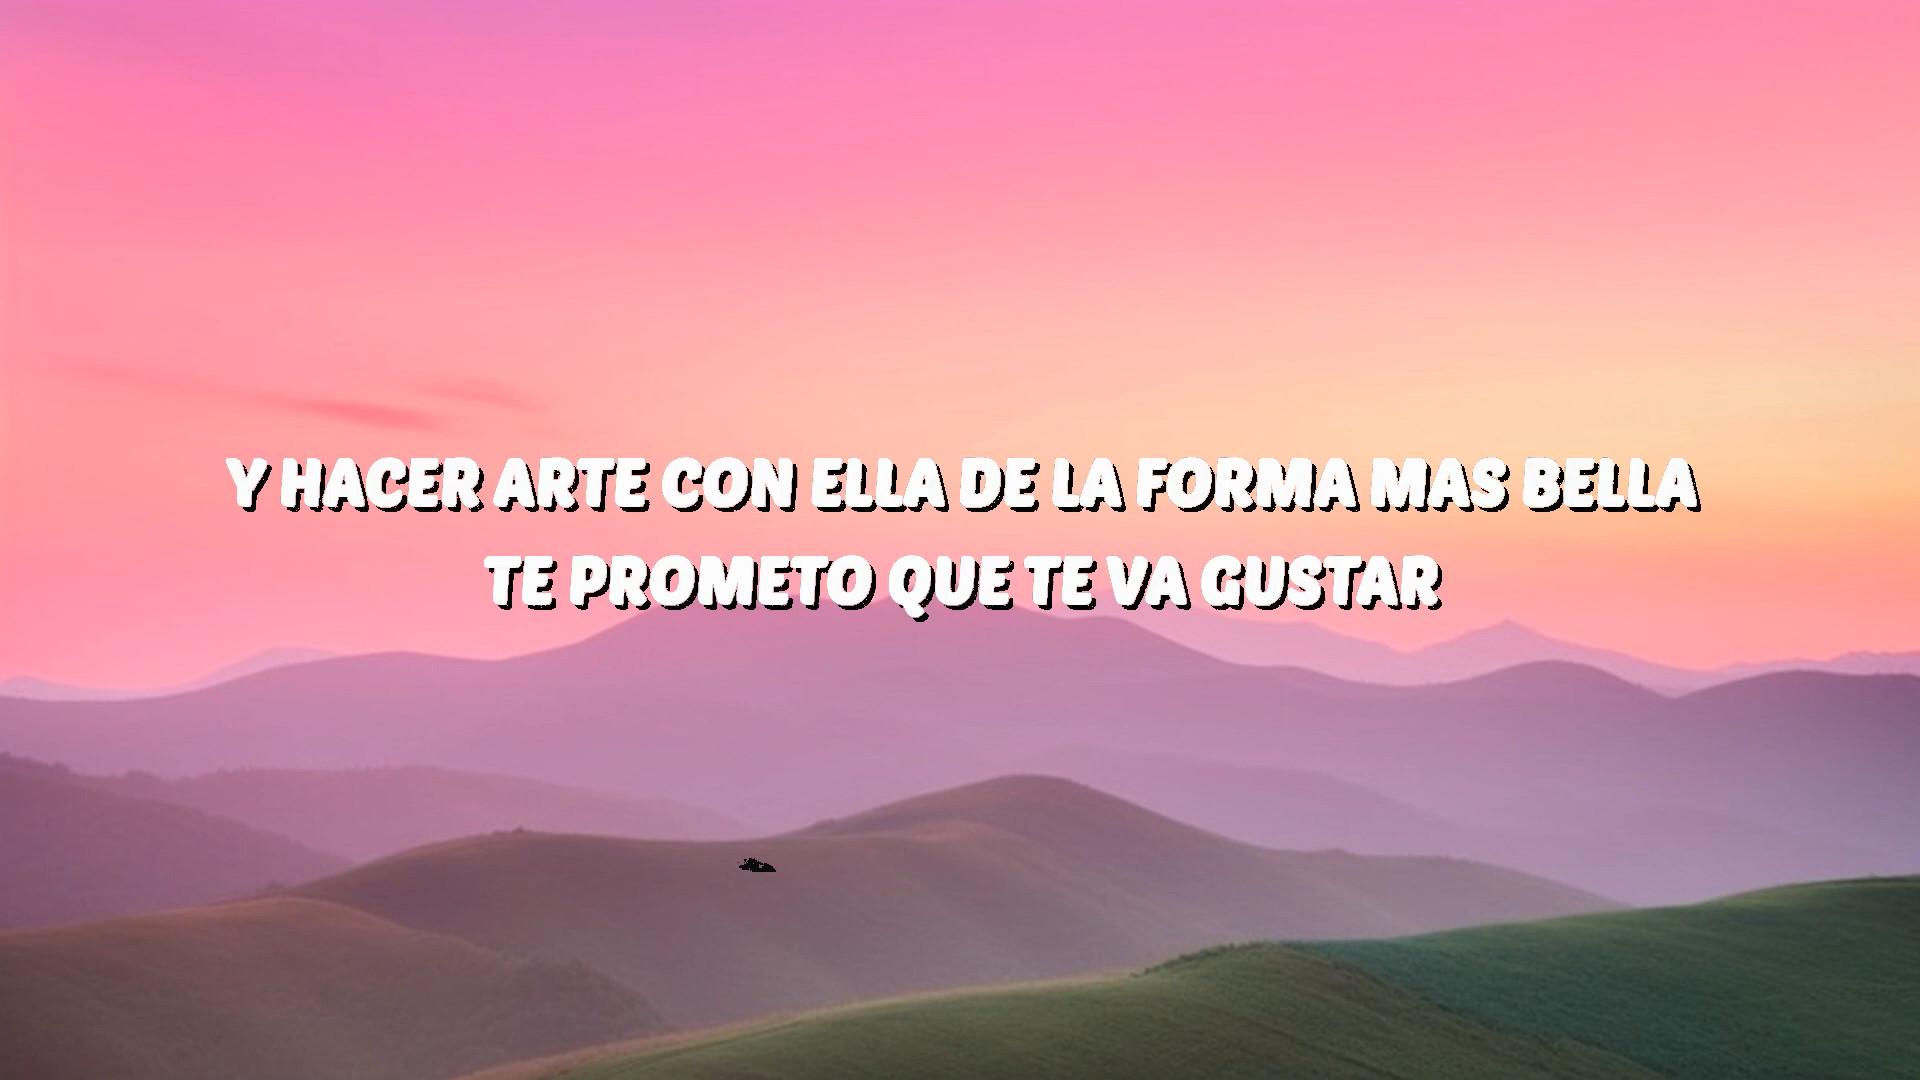 Y HACER ARTE CON ELLA DE LA FORMA MAS BELLA
TE PROMETO QUE TE VA GUSTAR